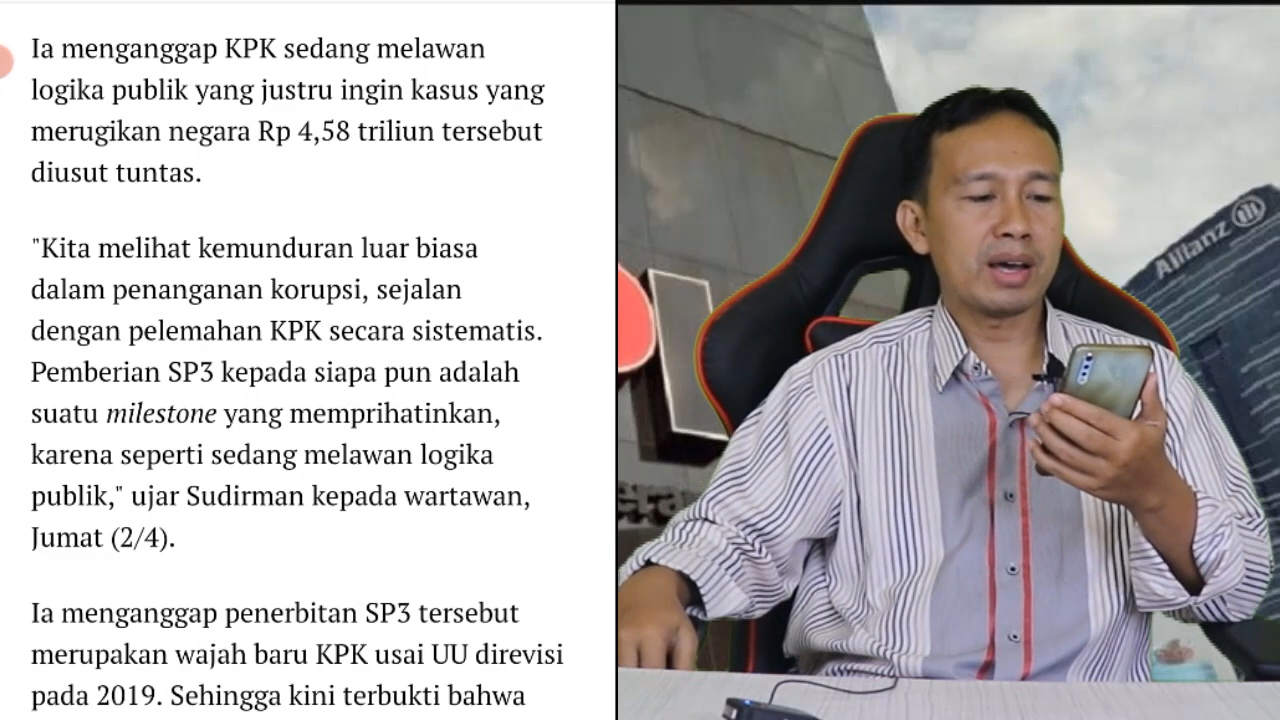 Ia menganggap KPK sedang melawan
logika publik yang justru ingin kasus yang
merugikan negara Rp 4,58 triliun tersebut
diusut tuntas.
"Kita melihat kemunduran luar biasa
dalam penanganan korupsi, sejalan
dengan pelemahan KPK secara sistematis.
Pemberian SP3 kepada siapa pun adalah
suatu milestone yang memprihatinkan,
karena seperti sedang melawan logika
publik," ujar Sudirman kepada wartawan,
Jumat (2/4).
Ia menganggap penerbitan SP3 tersebut
merupakan wajah baru KPK usai UU direvisi
pada 2019. Sehingga kini terbukti bahwa
Allianz